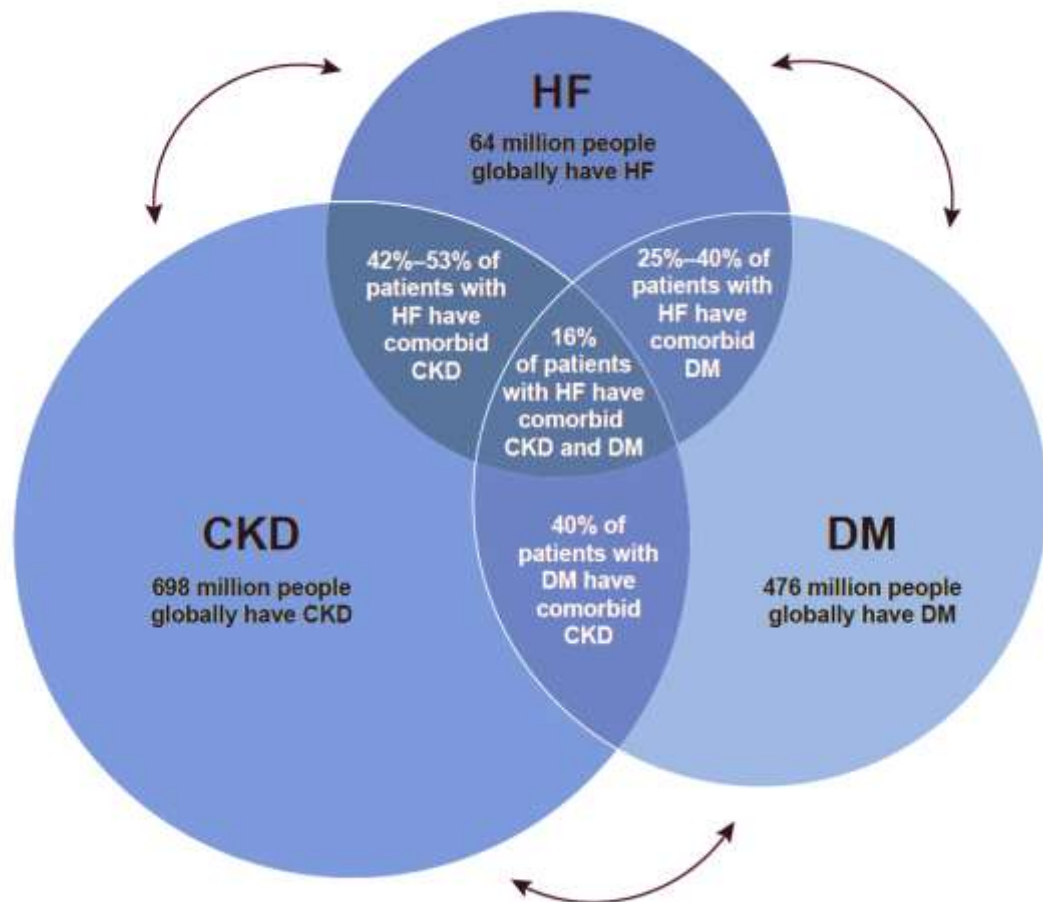 HF
64 million people
globally have HF
42%–53% of
patients with
HF have
comorbid
CKD
25%–40% of
patients with
HF have
comorbid
DM
16%
of patients
with HF have
comorbid
CKD and DM
CKD
698 million people
globally have CKD
40% of
patients with
DM have
comorbid
CKD
DM
476 million people
globally have DM